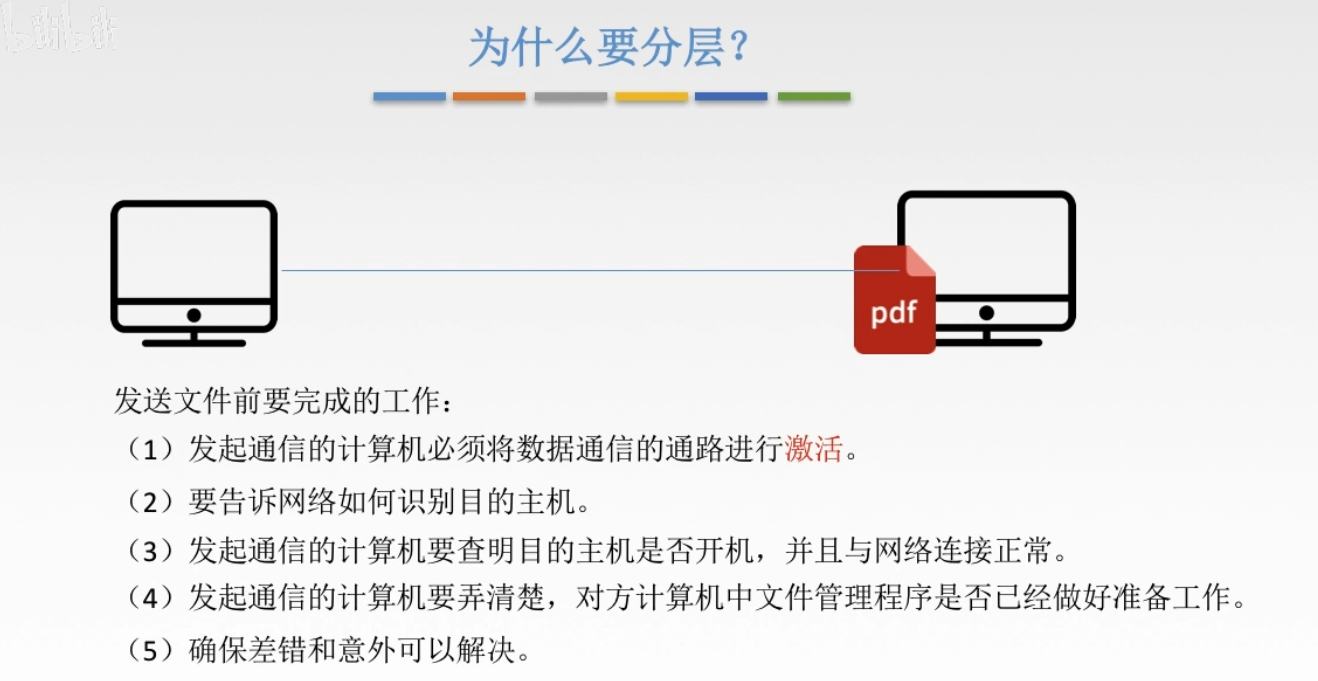 bilibili
为什么要分层？
pdf
发送文件前要完成的工作：
（1）发起通信的计算机必须将数据通信的通路进行激活。
（2）要告诉网络如何识别目的主机。
（3）发起通信的计算机要查明目的主机是否开机，并且与网络连接正常。
（4）发起通信的计算机要弄清楚，对方计算机中文件管理程序是否已经做好准备工作。
（5）确保差错和意外可以解决。